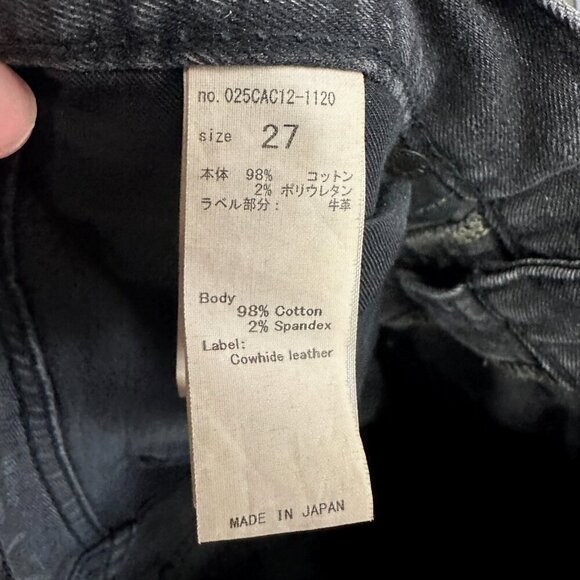 no. 025CAC12-1120
size 27
本体 98% コットン
2% ポリウレタン
ラベル部分: 牛革
Body
98% Cotton
2% Spandex
Label:
Cowhide leather
MADE IN JAPAN